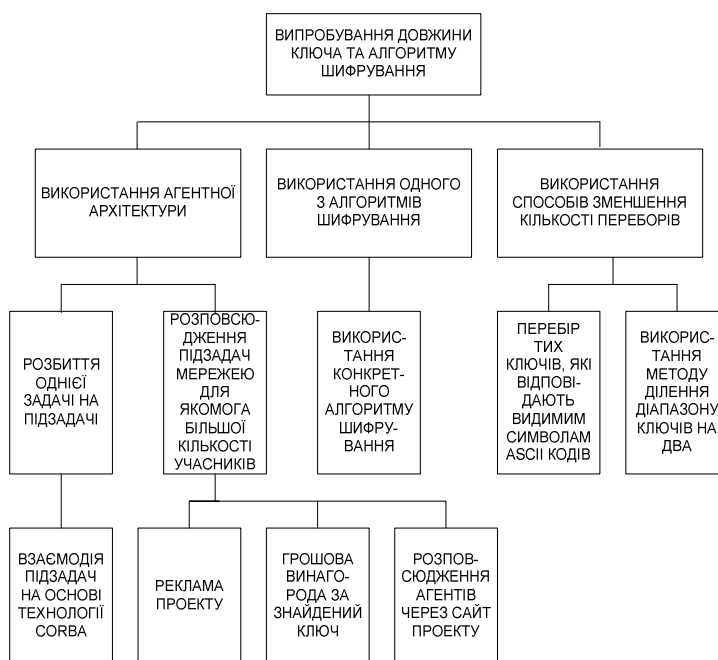 ВИПРОБУВАННЯ ДОВЖИНИ
КЛЮЧА ТА АЛГОРИТМУ
ШИФРУВАННЯ
ВИКОРИСТАННЯ АГЕНТНОЇ
АРХІТЕКТУРИ
ВИКОРИСТАННЯ ОДНОГО
З АЛГОРИТМІВ
ШИФРУВАННЯ
ВИКОРИСТАННЯ
СПОСОБІВ ЗМЕНШЕННЯ
КІЛЬКОСТІ ПЕРЕБОРІВ
РОЗБИТТЯ
ОДНІЄЇ
ЗАДАЧІ НА
ПІДЗАДАЧІ
РОЗПОВСЮ-
ДЖЕННЯ
ПІДЗАДАЧ
МЕРЕЖЕЮ
ДЛЯ
ЯКОМОГА
БІЛЬШОЇ
КІЛЬКОСТІ
УЧАСНИКІВ
ВИКОРИС-
ТАННЯ
КОНКРЕТ-
НОГО
АЛГОРИТМУ
ШИФРУ-
ВАННЯ
ПЕРЕБІР
ТИХ
КЛЮЧІВ, ЯКІ
ВІДПОВІ-
ДАЮТЬ
ВИДИМИМ
СИМВОЛАМ
ASCII КОДІВ
ВИКОРИС-
ТАННЯ
МЕТОДУ
ДІЛЕННЯ
ДІАПАЗОНУ
КЛЮЧІВ НА
ДВА
ВЗАЄМОДІЯ
ПІДЗАДАЧ
НА ОСНОВІ
ТЕХНОЛОГІЇ
CORBA
РЕКЛАМА
ПРОЕКТУ
ГРОШОВА
ВИНАГО-
РОДА ЗА
ЗНАЙДЕНИЙ
КЛЮЧ
РОЗПОВ-
СЮДЖЕННЯ
АГЕНТІВ
ЧЕРЕЗ САЙТ
ПРОЕКТУ